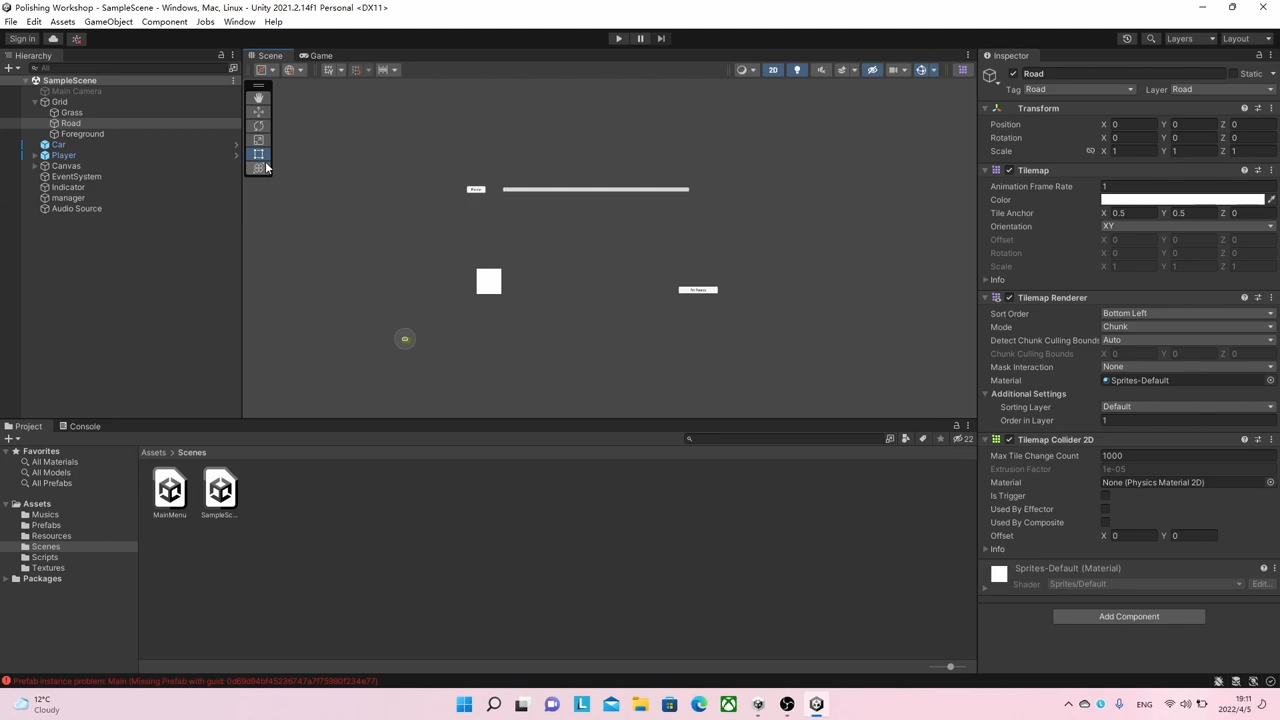 Polishing Workshop - SampleScene - Windows, Mac, Linux - Unity 2021.2.14f1 Personal <DX11>
File Edit Assets GameObject Component Jobs Window Help
Sign in
Layers Layout
Hierarchy
All
SampleScene
Main Camera
Grid
Grass
Road
Foreground
Car
Player
Canvas
EventSystem
Indicator
manager
Audio Source
Scene Game
2D
Inspector
Road Static
Tag Road Layer Road
Transform
Position X 0 Y 0 Z 0
Rotation X 0 Y 0 Z 0
Scale X 1 Y 1 Z 1
Tilemap
Animation Frame Rate 1
Color
Tile Anchor X 0.5 Y 0.5 Z 0
Orientation XY
Offset X 0 Y 0 Z 0
Rotation X 0 Y 0 Z 0
Scale X 1 Y 1 Z 1
Info
Tilemap Renderer
Sort Order Bottom Left
Mode Chunk
Detect Chunk Culling Bounds Auto
Chunk Culling Bounds X 0 Y 0 Z 0
Mask Interaction None
Material Sprites-Default
Additional Settings
Sorting Layer Default
Order in Layer 1
Tilemap Collider 2D
Max Tile Change Count 1000
Extrusion Factor 1e-05
Material None (Physics Material 2D)
Is Trigger
Used By Effector
Used By Composite
Offset X 0 Y 0
Info
Sprites-Default (Material)
Shader Sprites/Default Edit...
Add Component
Project Console
22
Favorites
All Materials
All Models
All Prefabs
Assets
Musics
Prefabs
Resources
Scenes
Scripts
Textures
Packages
Assets > Scenes
MainMenu SampleSc...
Prefab instance problem: Main (Missing Prefab with guid: 0d69d94bf45236747a7f75980f234e77)
12°C
Cloudy
ENG
19:11
2022/4/5